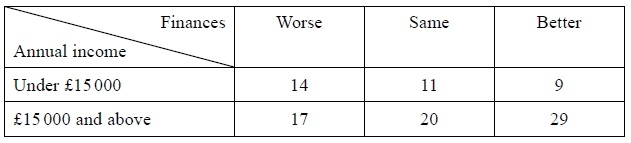 Finances Worse Same Better
Annual income
Under £15 000 14 11 9
£15 000 and above 17 20 29